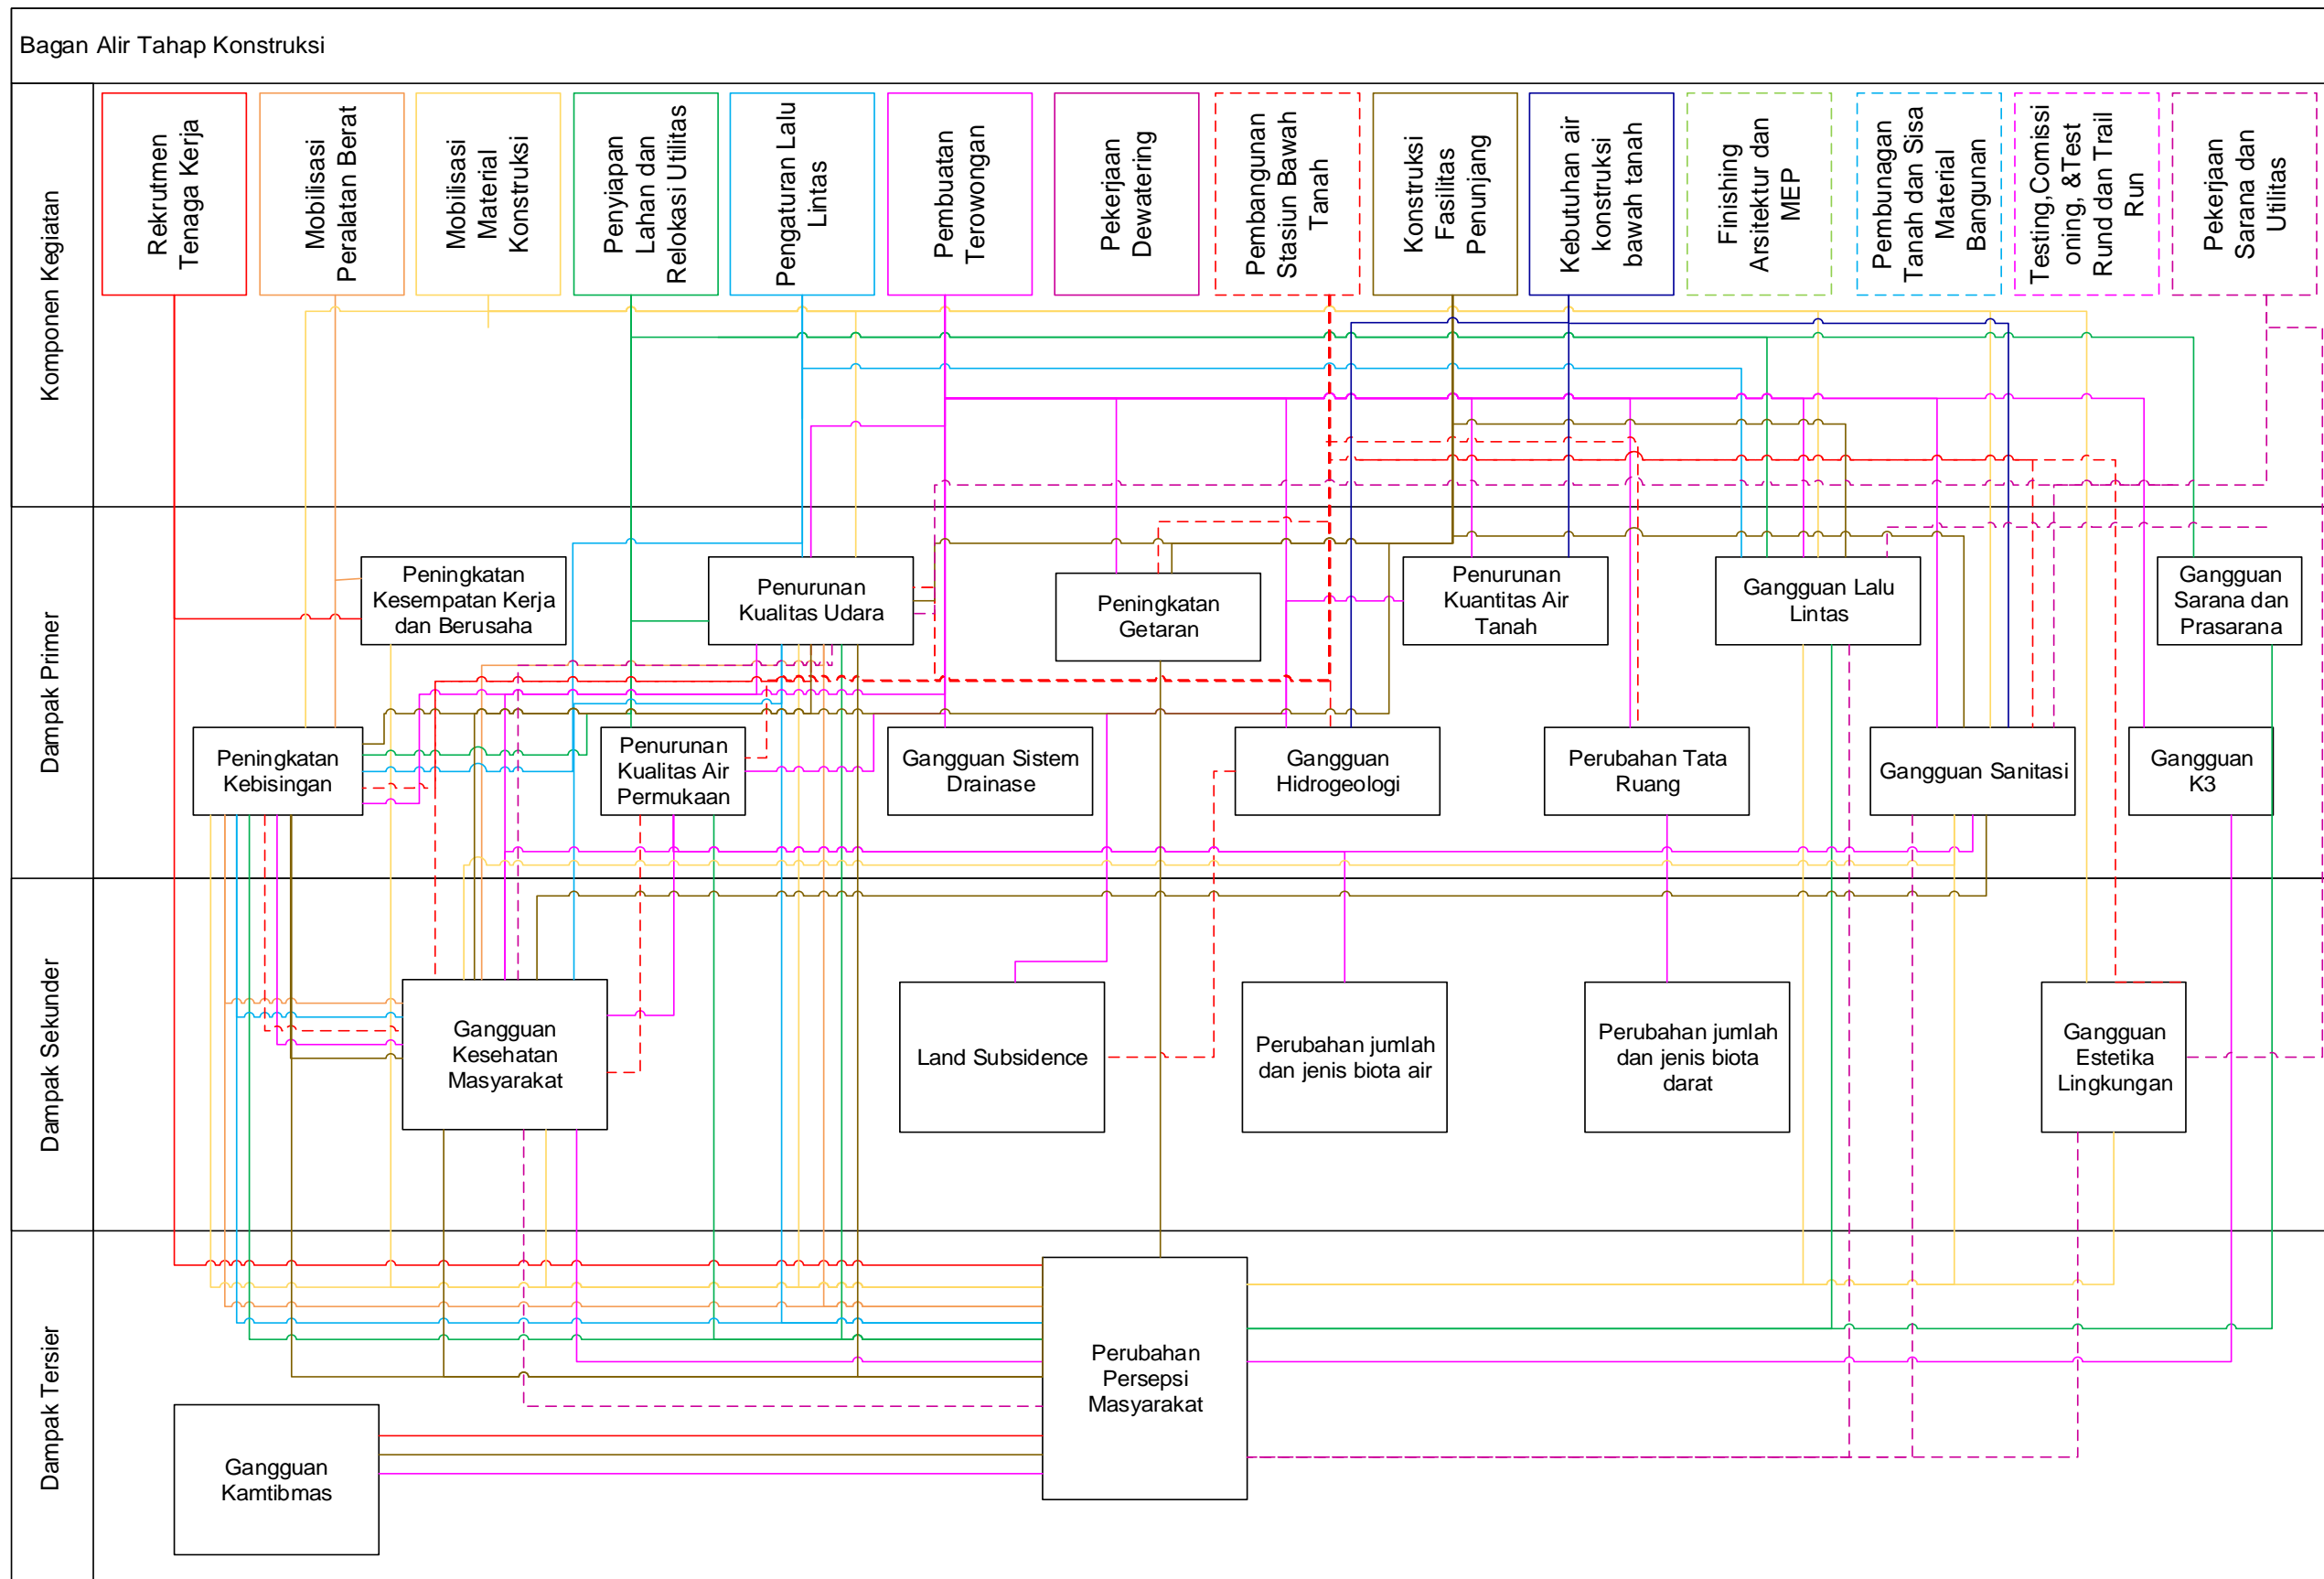 Bagan Alir Tahap Konstruksi
Komponen Kegiatan
Rekrutmen
Tenaga Kerja
Mobilisasi
Peralatan Berat
Mobilisasi
Material
Konstruksi
Penyiapan
Lahan dan
Relokasi Utilitas
Pengaturan Lalu
Lintas
Pembuatan
Terowongan
Pekerjaan
Dewatering
Pembangunan
Stasiun Bawah
Tanah
Konstruksi
Fasilitas
Penunjang
Kebutuhan air
konstruksi
bawah tanah
Finishing
Arsitektur dan
MEP
Pembunagan
Tanah dan Sisa
Material
Bangunan
Testing,Comissi
oning, &Test
Rund dan Trail
Run
Pekerjaan
Sarana dan
Utilitas
Dampak Primer
Peningkatan
Kesempatan Kerja
dan Berusaha
Penurunan
Kualitas Udara
Peningkatan
Getaran
Penurunan
Kuantitas Air
Tanah
Gangguan Lalu
Lintas
Gangguan
Sarana dan
Prasarana
Peningkatan
Kebisingan
Penurunan
Kualitas Air
Permukaan
Gangguan Sistem
Drainase
Gangguan
Hidrogeologi
Perubahan Tata
Ruang
Gangguan Sanitasi
Gangguan
K3
Dampak Sekunder
Gangguan
Kesehatan
Masyarakat
Land Subsidence
Perubahan jumlah
dan jenis biota air
Perubahan jumlah
dan jenis biota
darat
Gangguan
Estetika
Lingkungan
Dampak Tersier
Perubahan
Persepsi
Masyarakat
Gangguan
Kamtibmas